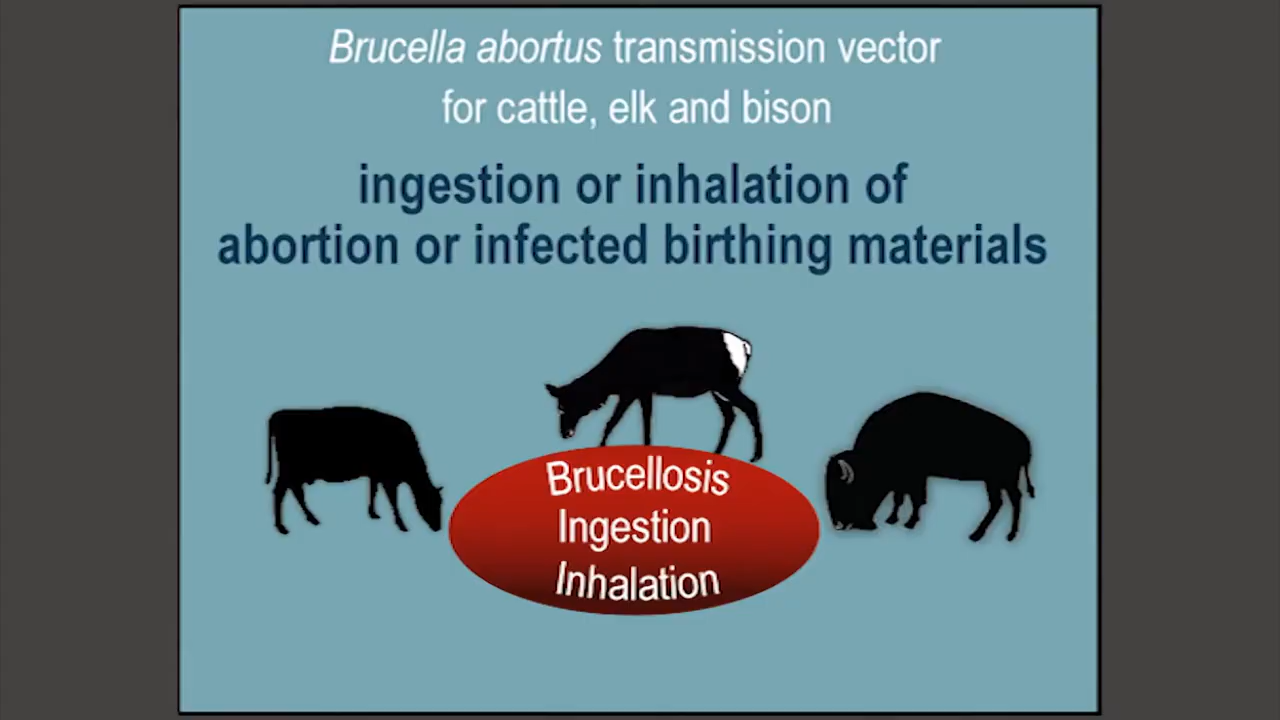 Brucella abortus transmission vector
for cattle, elk and bison
ingestion or inhalation of
abortion or infected birthing materials
Brucellosis
Ingestion
Inhalation